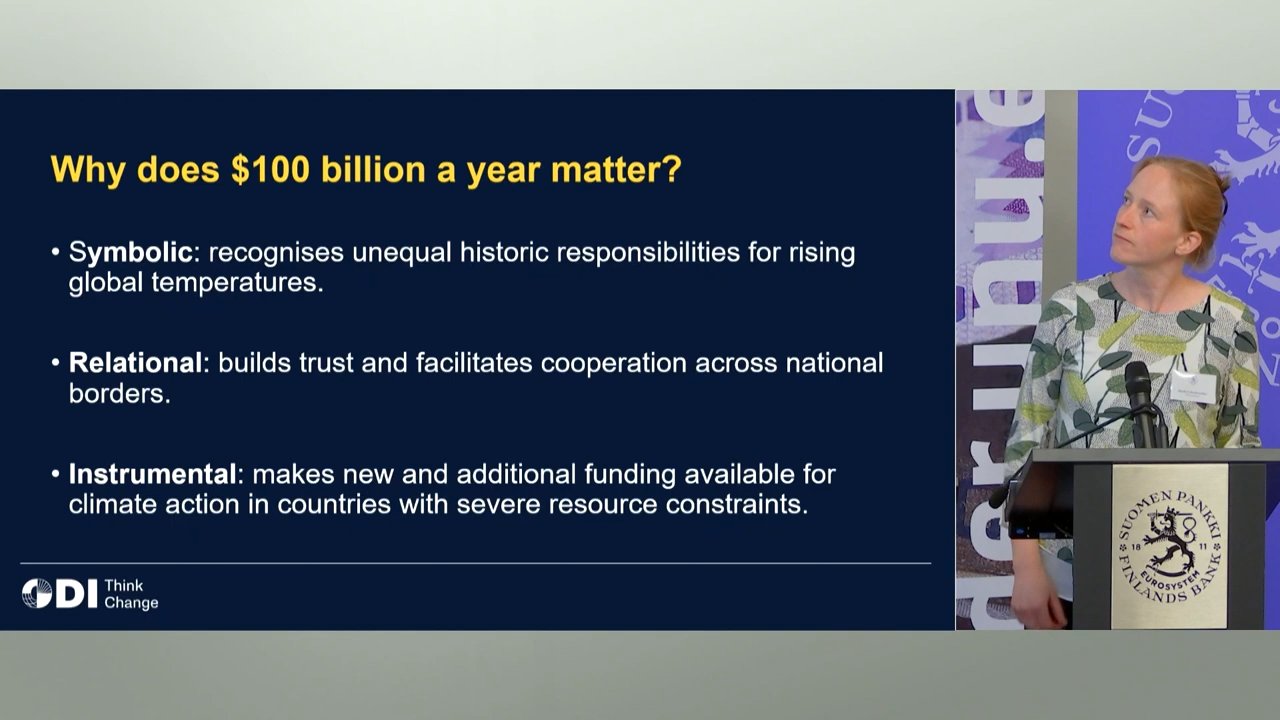 Why does $100 billion a year matter?
• Symbolic: recognises unequal historic responsibilities for rising
global temperatures.
• Relational: builds trust and facilitates cooperation across national
borders.
• Instrumental: makes new and additional funding available for
climate action in countries with severe resource constraints.
ODI Think
Change
SUOMEN PANKKI
18 11
EUROSYSTEM
FINLANDS BANK